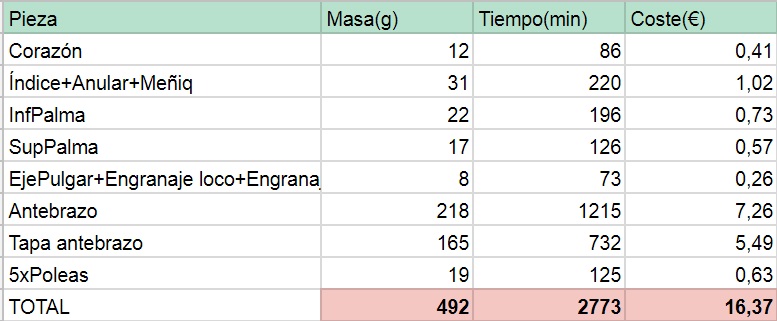 Pieza Masa(g) Tiempo(min) Coste(€)
Corazón 12 86 0,41
Índice+Anular+Meñiq 31 220 1,02
InfPalma 22 196 0,73
SupPalma 17 126 0,57
EjePulgar+Engranaje loco+Engrana 8 73 0,26
Antebrazo 218 1215 7,26
Tapa antebrazo 165 732 5,49
5xPoleas 19 125 0,63
TOTAL 492 2773 16,37